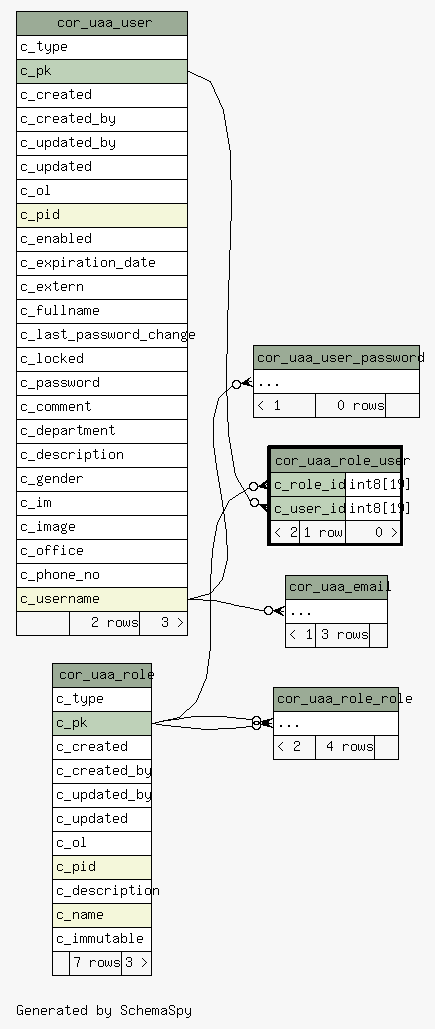 cor_uaa_user
c_type
c_pk
c_created
c_created_by
c_updated_by
c_updated
c_ol
c_pid
c_enabled
c_expiration_date
c_extern
c_fullname
c_last_password_change
c_locked
c_password
c_comment
c_department
c_description
c_gender
c_im
c_image
c_office
c_phone_no
c_username
2 rows 3 >
cor_uaa_user_password
...
< 1 0 rows
cor_uaa_role_user
c_role_id int8[19]
c_user_id int8[19]
< 2 1 row 0 >
cor_uaa_email
...
< 1 3 rows
cor_uaa_role
c_type
c_pk
c_created
c_created_by
c_updated_by
c_updated
c_ol
c_pid
c_description
c_name
c_immutable
7 rows 3 >
cor_uaa_role_role
...
< 2 4 rows
Generated by SchemaSpy